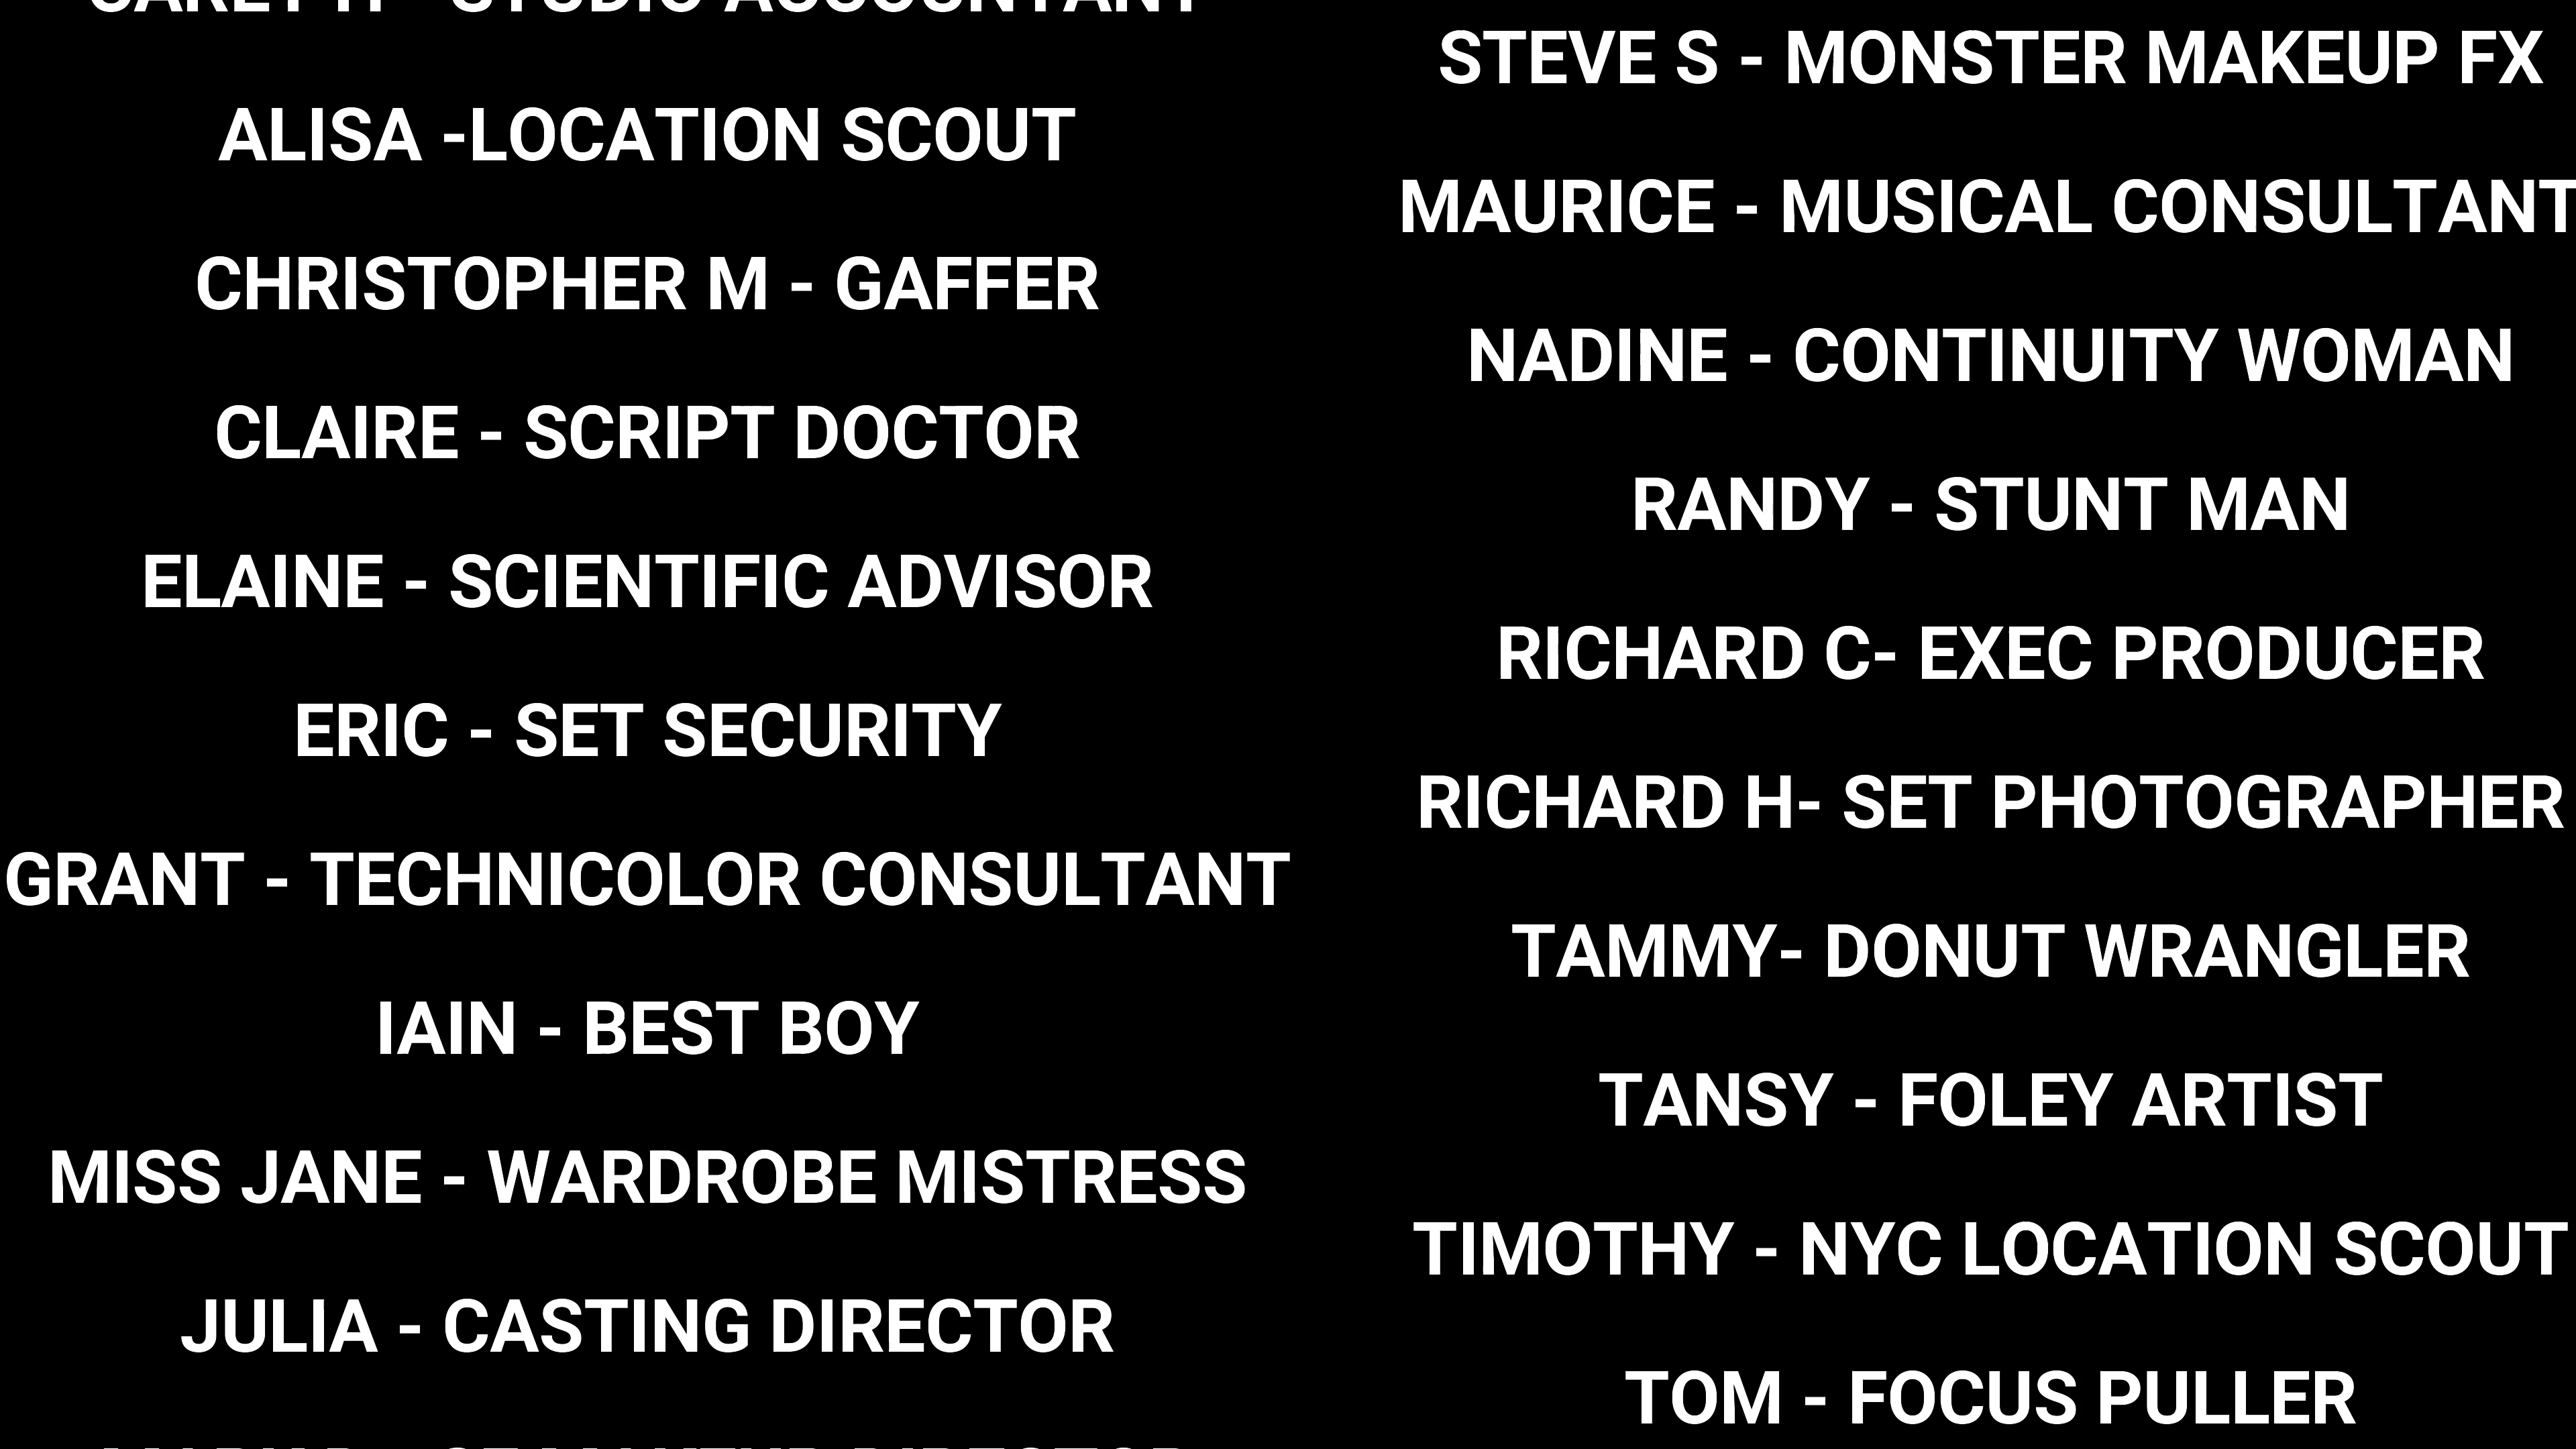 STUDIO ACCOUNTANT
ALISA -LOCATION SCOUT
CHRISTOPHER M - GAFFER
CLAIRE - SCRIPT DOCTOR
ELAINE - SCIENTIFIC ADVISOR
ERIC - SET SECURITY
GRANT - TECHNICOLOR CONSULTANT
IAIN - BEST BOY
MISS JANE - WARDROBE MISTRESS
JULIA - CASTING DIRECTOR
STEVE S - MONSTER MAKEUP FX
MAURICE - MUSICAL CONSULTANT
NADINE - CONTINUITY WOMAN
RANDY - STUNT MAN
RICHARD C- EXEC PRODUCER
RICHARD H- SET PHOTOGRAPHER
TAMMY- DONUT WRANGLER
TANSY - FOLEY ARTIST
TIMOTHY - NYC LOCATION SCOUT
TOM - FOCUS PULLER